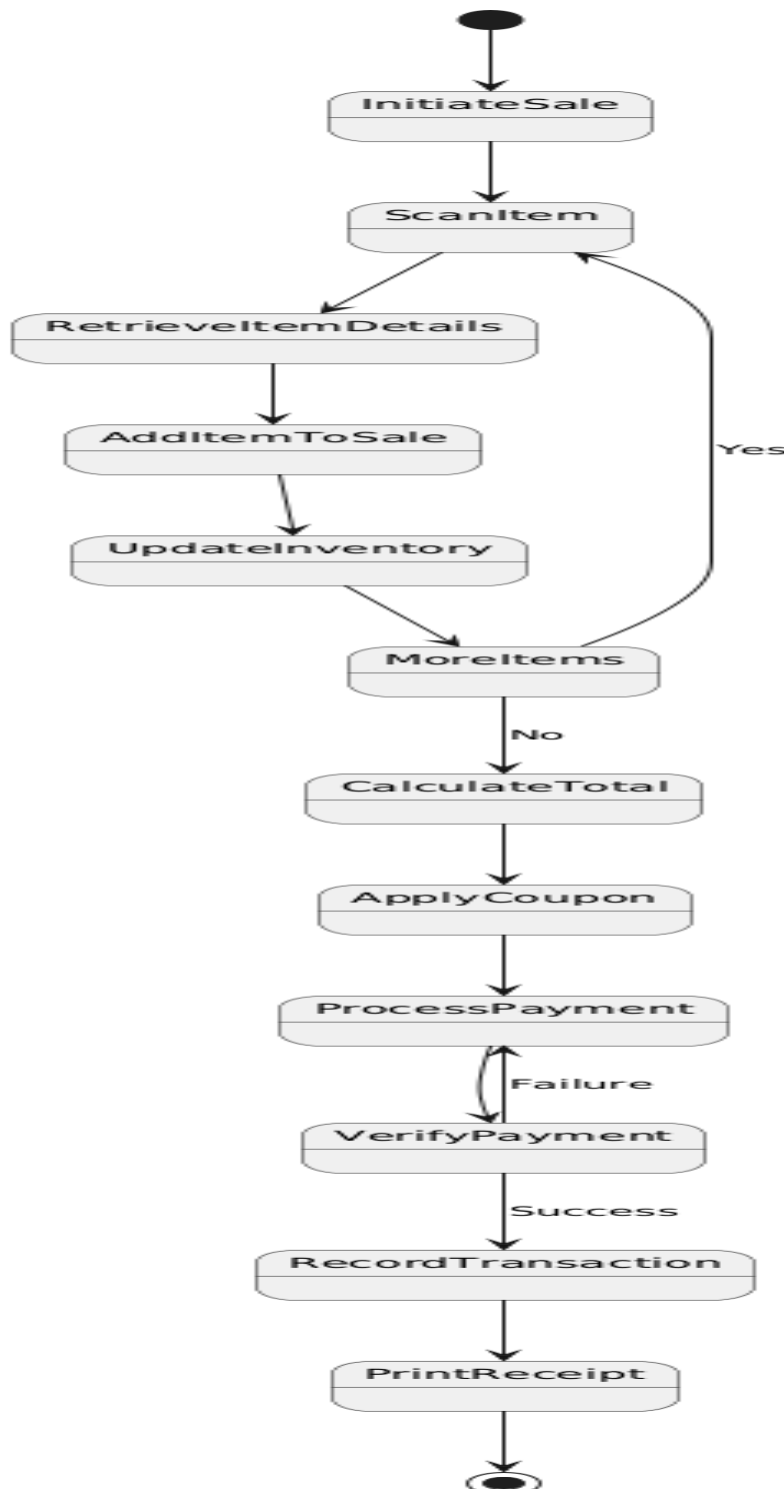 InitiateSale
ScanItem
RetrieveItemDetails
AddItemToSale
Yes
UpdateInventory
MoreItems
No
CalculateTotal
ApplyCoupon
ProcessPayment
Failure
VerifyPayment
Success
RecordTransaction
PrintReceipt